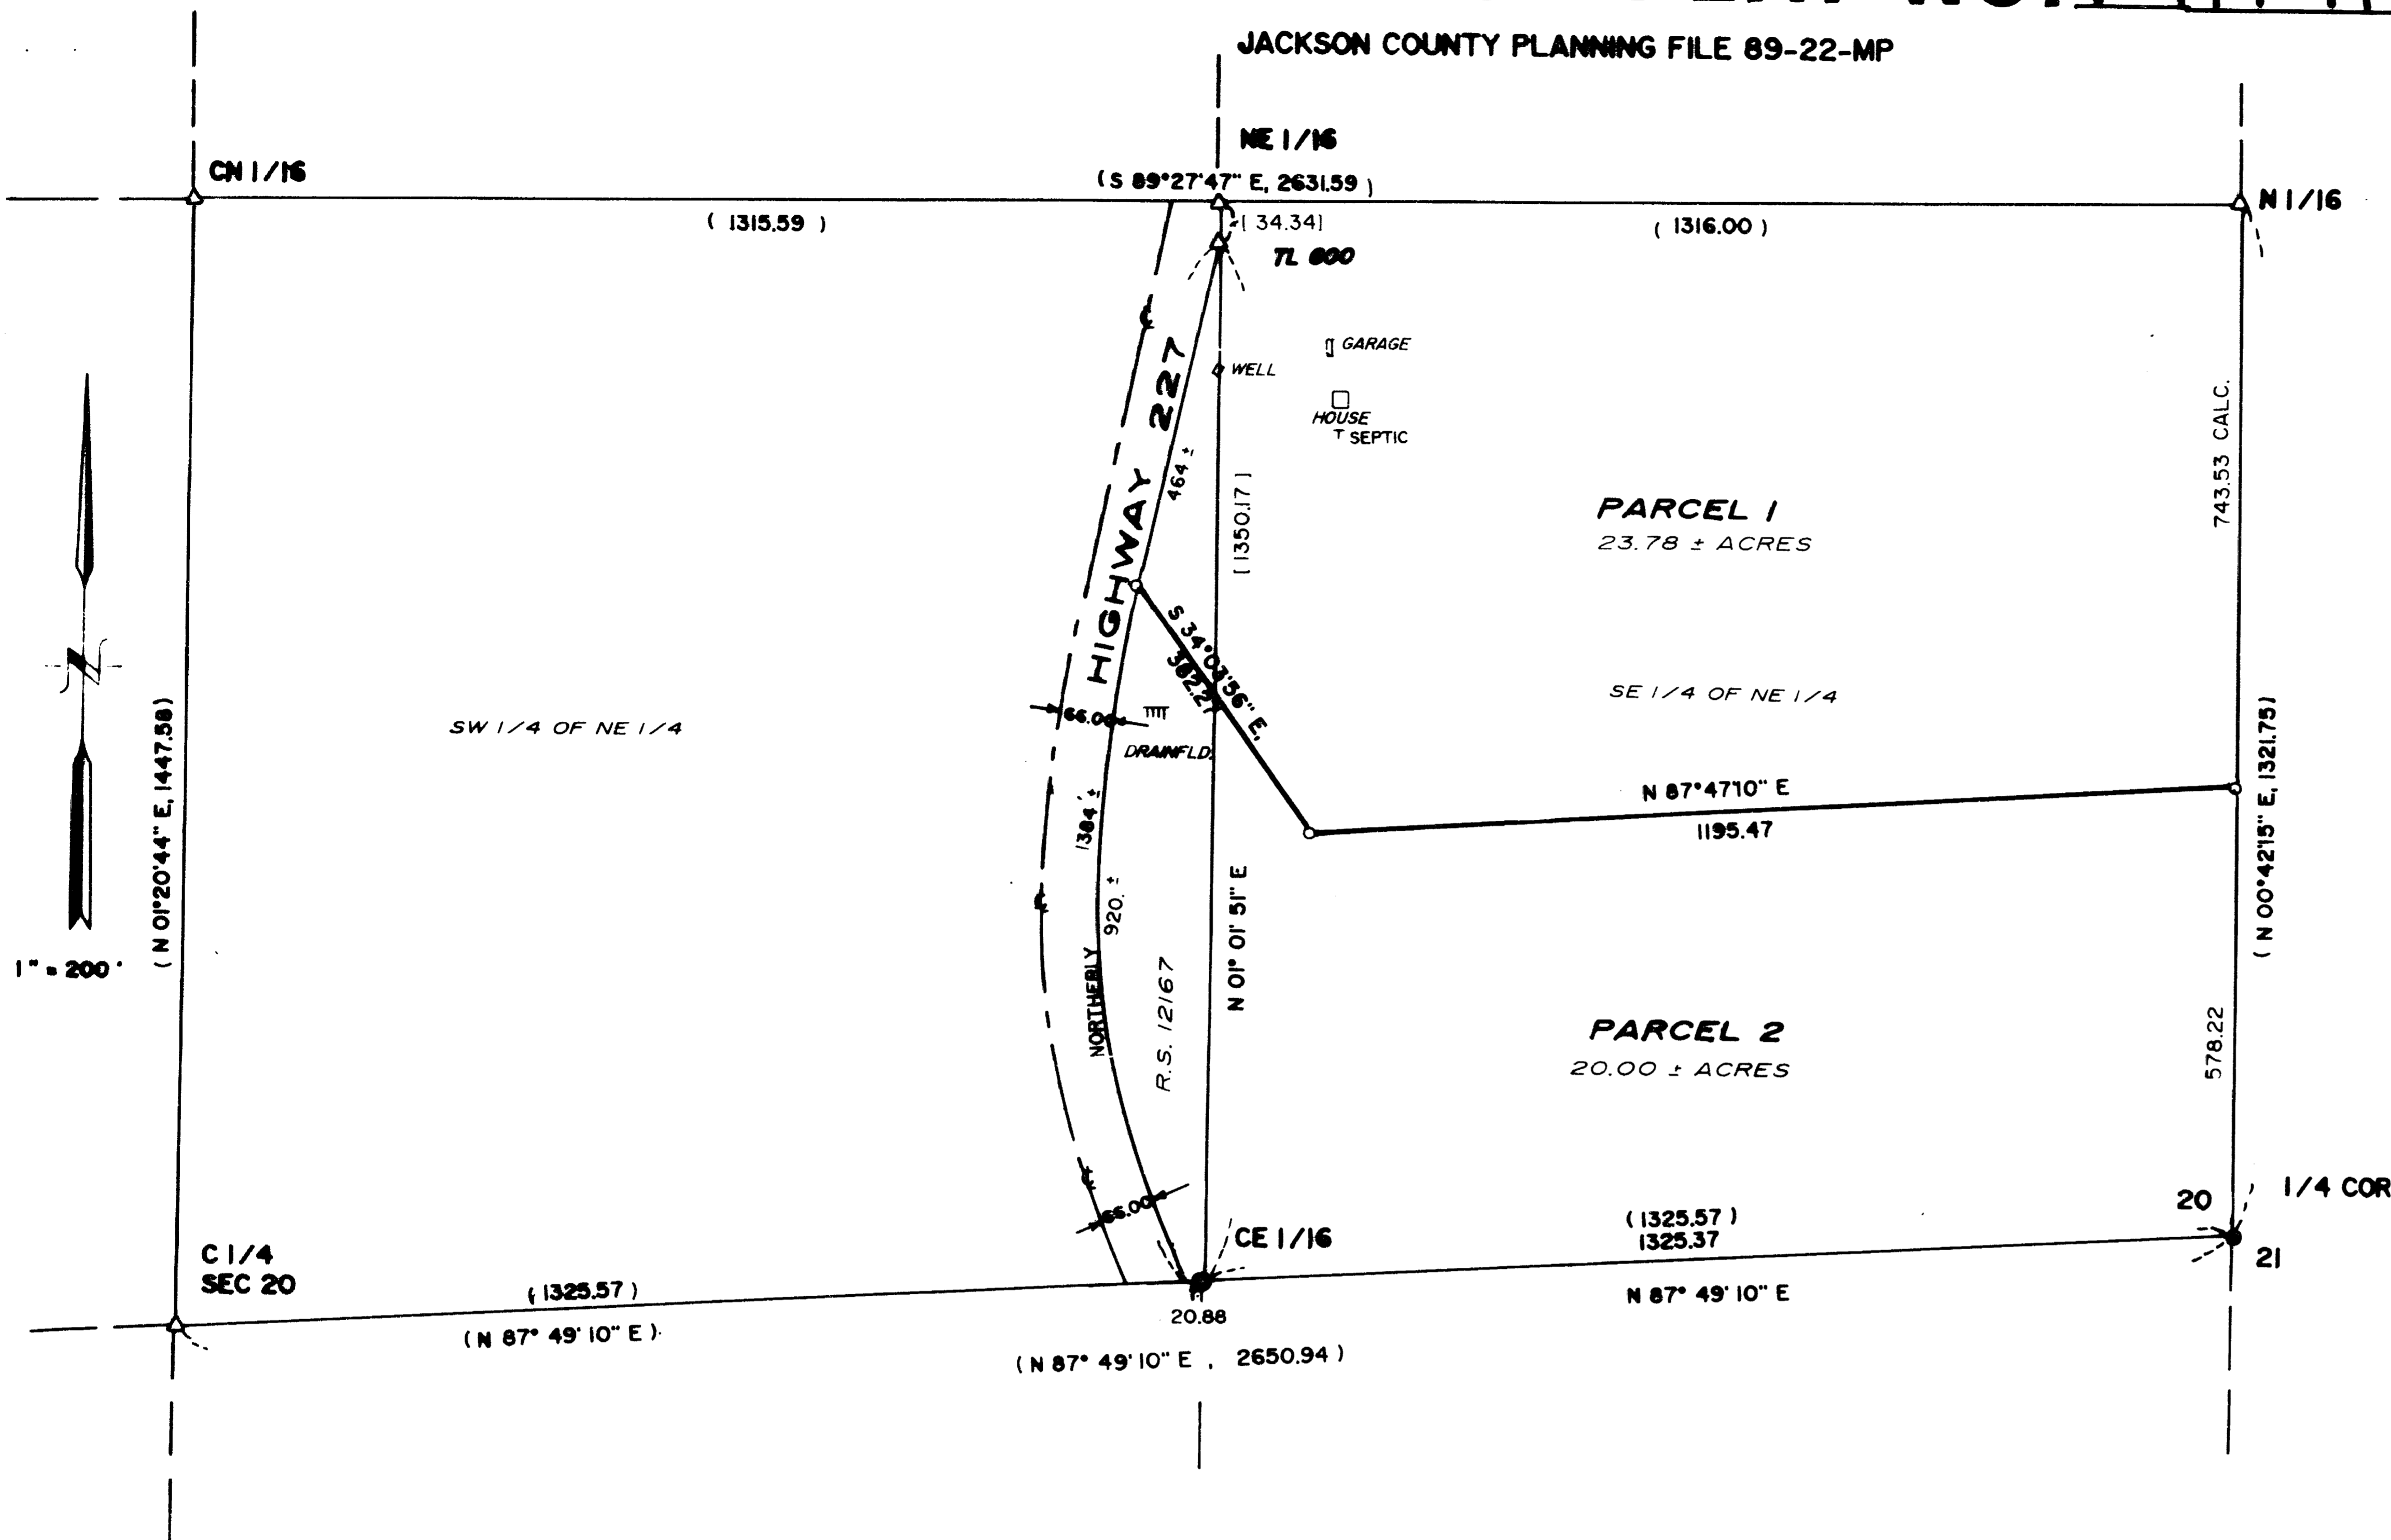 JACKSON COUNTY PLANNING FILE 89-22-MP
NE 1/16
CN 1/16
(S 89°27'47" E, 2631.59)
N 1/16
(1315.59)
[34.34]
(1316.00)
TL 600
HIGHWAY 227
GARAGE
WELL
HOUSE
SEPTIC
464 ±
[1350.17]
743.53 CALC.
PARCEL 1
23.78 ± ACRES
S 34°03'56" E,
382.27
SE 1/4 OF NE 1/4
SW 1/4 OF NE 1/4
66.00
DRAINFLD.
(N 01°20'44" E, 1447.58)
N 87°47'10" E
1195.47
(N 00°42'15" E, 1321.75)
1384' ±
920. ±
N 01° 01' 51" E
1" = 200'
NORTHERLY
R.S. 12167
PARCEL 2
20.00 ± ACRES
578.22
66.00
20
1/4 COR
21
C 1/4
SEC 20
CE 1/16
(1325.57)
1325.37
(1325.57)
N 87° 49' 10" E
20.88
(N 87° 49' 10" E)
(N 87° 49' 10" E, 2650.94)